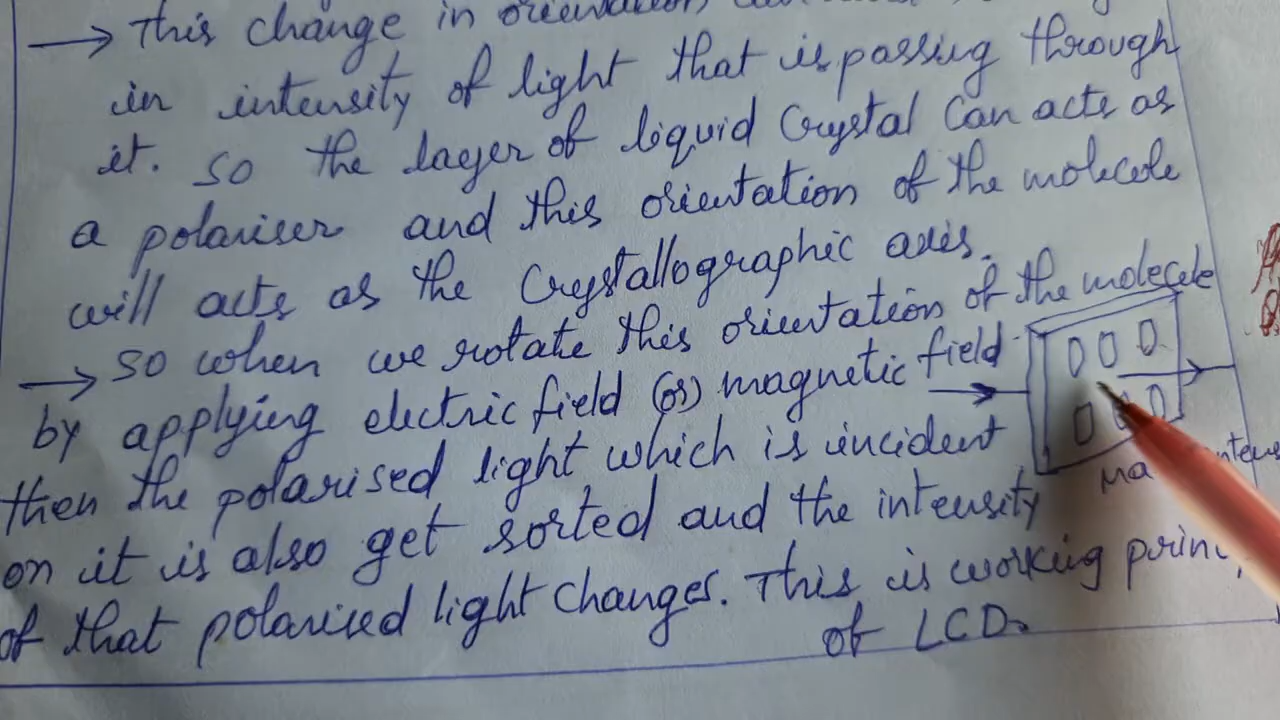 → This change in
in intensity of light that is passing through
it. so the layer of liquid Crystal Can acts as
a polariser and this orientation of the molecule
will acts as the Crystallographic axis.
→ so when we rotate this orientation of the molecule
by applying electric field (or) magnetic field
then the polarised light which is incident
on it is also get sorted and the intensity
of that polarised light changes. This is working
of LCD.